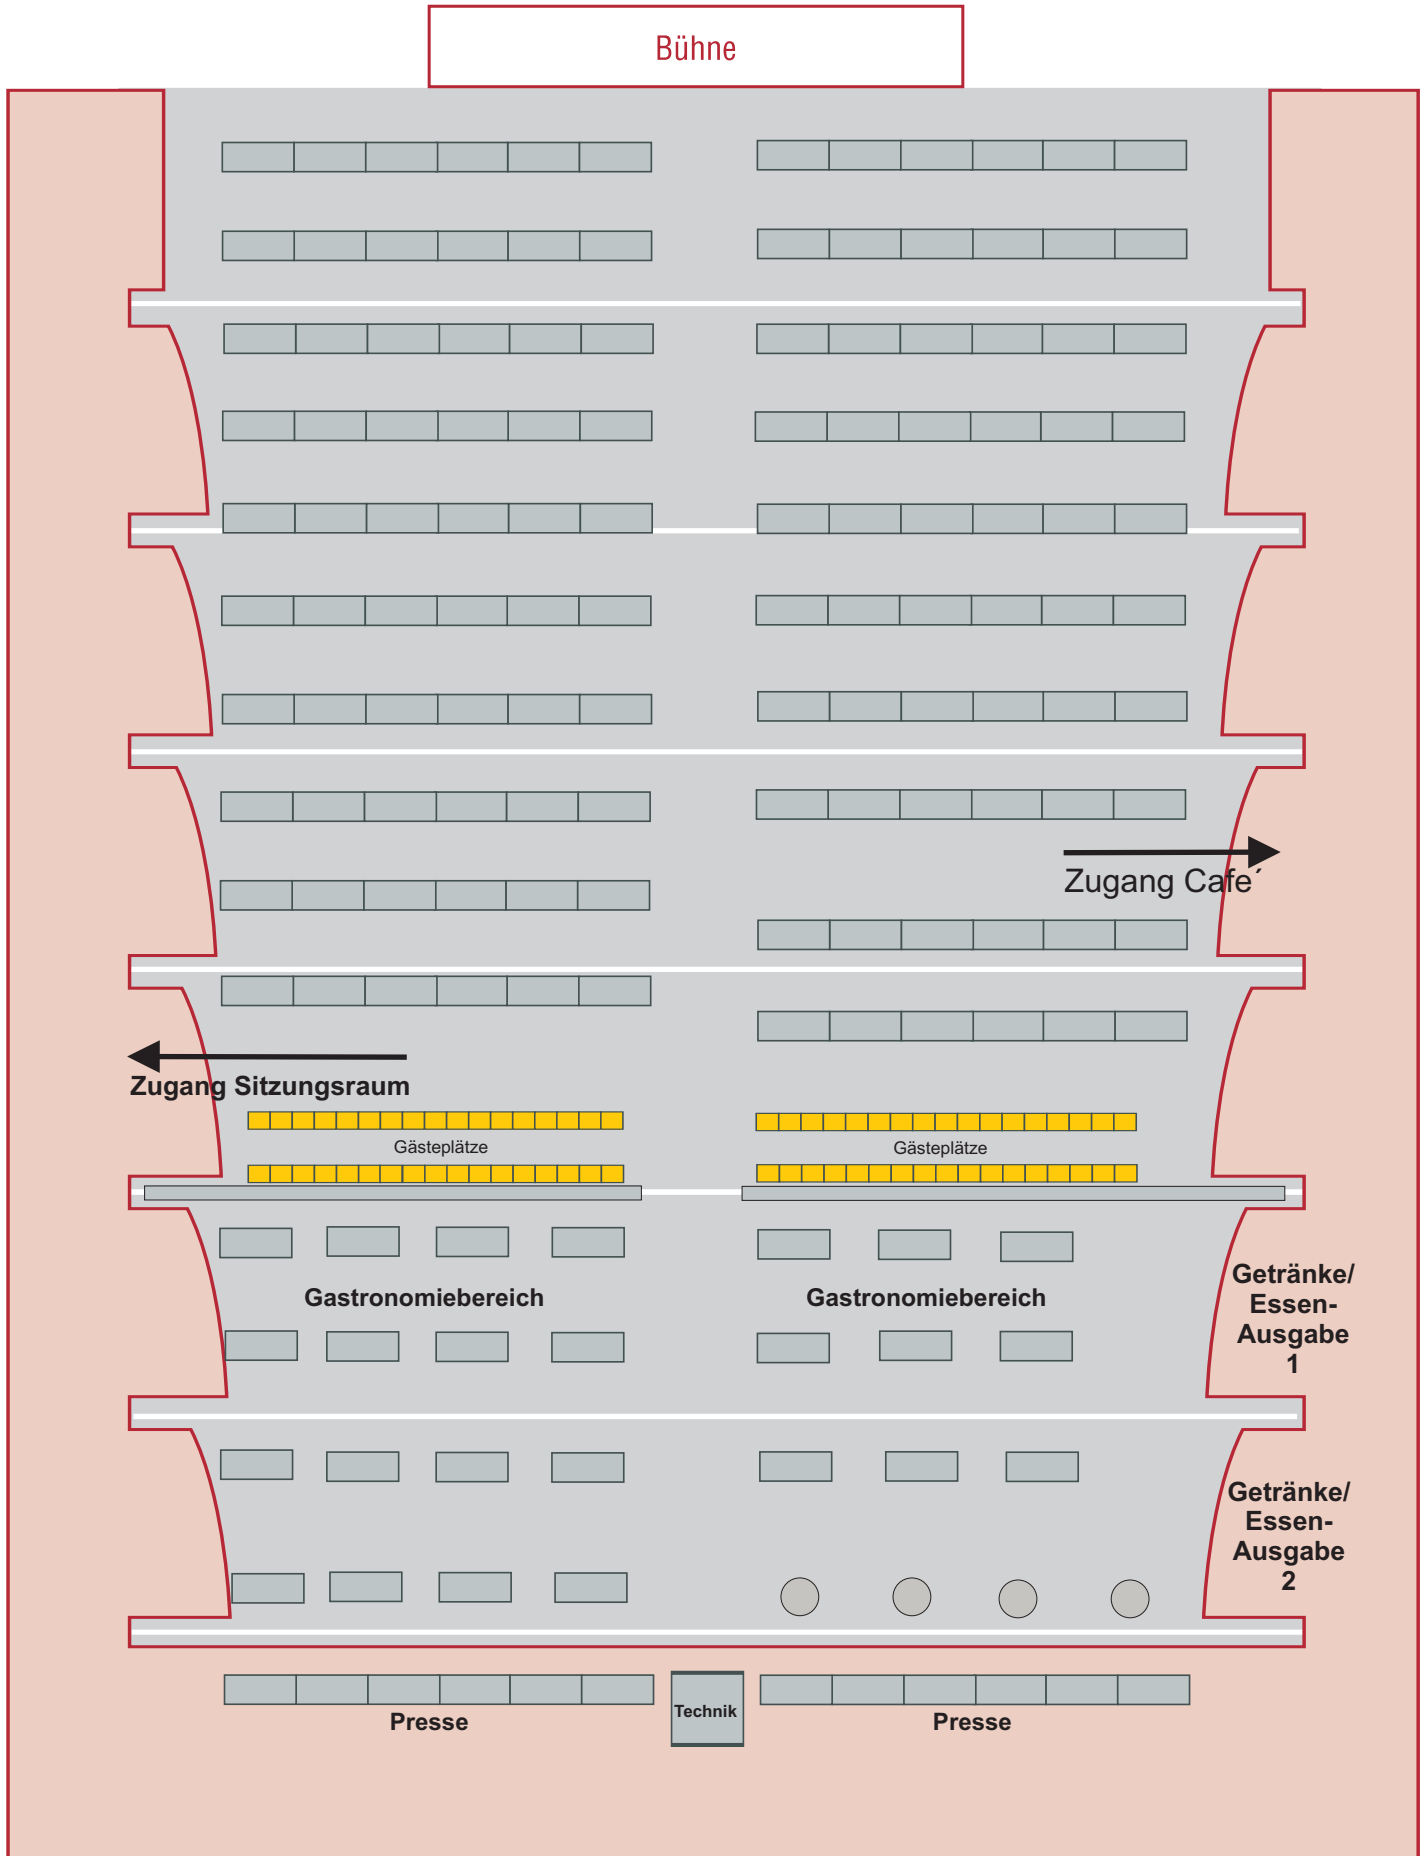 Bühne
Zugang Cafe´
Zugang Sitzungsraum
Gästeplätze
Gästeplätze
Gastronomiebereich
Gastronomiebereich
Getränke/
Essen-
Ausgabe
1
Getränke/
Essen-
Ausgabe
2
Technik
Presse
Presse